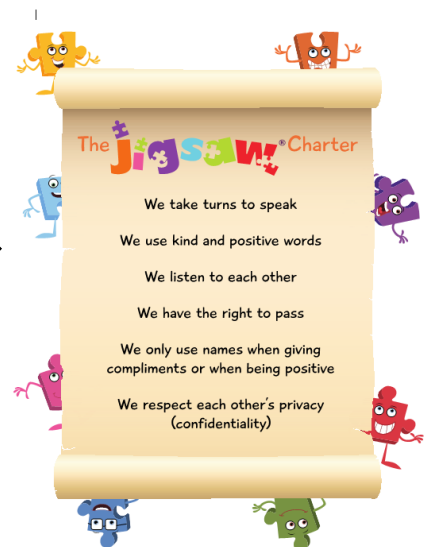 The Jigsaw® Charter
We take turns to speak
We use kind and positive words
We listen to each other
We have the right to pass
We only use names when giving
compliments or when being positive
We respect each other's privacy
(confidentiality)